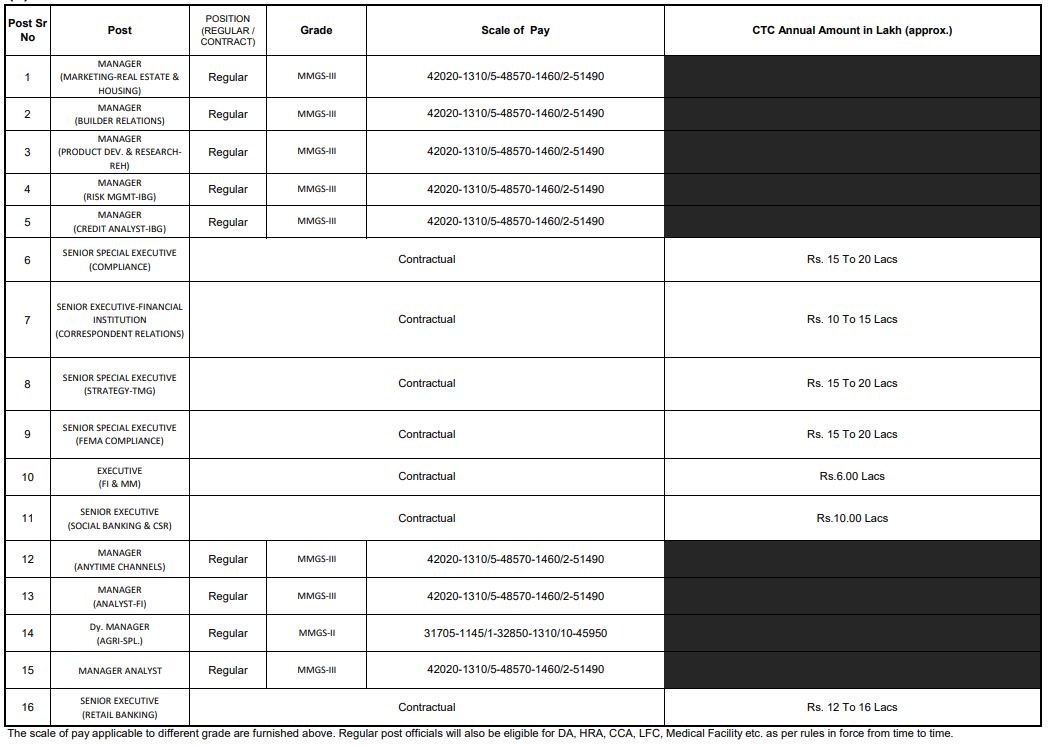 Post Sr
No
Post
POSITION
(REGULAR /
CONTRACT)
Grade
Scale of Pay
CTC Annual Amount in Lakh (approx.)
1
MANAGER
(MARKETING-REAL ESTATE &
HOUSING)
Regular
MMGS-III
42020-1310/5-48570-1460/2-51490
2
MANAGER
(BUILDER RELATIONS)
Regular
MMGS-III
42020-1310/5-48570-1460/2-51490
3
MANAGER
(PRODUCT DEV. & RESEARCH-
REH)
Regular
MMGS-III
42020-1310/5-48570-1460/2-51490
4
MANAGER
(RISK MGMT-IBG)
Regular
MMGS-III
42020-1310/5-48570-1460/2-51490
5
MANAGER
(CREDIT ANALYST-IBG)
Regular
MMGS-III
42020-1310/5-48570-1460/2-51490
6
SENIOR SPECIAL EXECUTIVE
(COMPLIANCE)
Contractual
Rs. 15 To 20 Lacs
7
SENIOR EXECUTIVE-FINANCIAL
INSTITUTION
(CORRESPONDENT RELATIONS)
Contractual
Rs. 10 To 15 Lacs
8
SENIOR SPECIAL EXECUTIVE
(STRATEGY-TMG)
Contractual
Rs. 15 To 20 Lacs
9
SENIOR SPECIAL EXECUTIVE
(FEMA COMPLIANCE)
Contractual
Rs. 15 To 20 Lacs
10
EXECUTIVE
(FI & MM)
Contractual
Rs.6.00 Lacs
11
SENIOR EXECUTIVE
(SOCIAL BANKING & CSR)
Contractual
Rs.10.00 Lacs
12
MANAGER
(ANYTIME CHANNELS)
Regular
MMGS-III
42020-1310/5-48570-1460/2-51490
13
MANAGER
(ANALYST-FI)
Regular
MMGS-III
42020-1310/5-48570-1460/2-51490
14
Dy. MANAGER
(AGRI-SPL.)
Regular
MMGS-II
31705-1145/1-32850-1310/10-45950
15
MANAGER ANALYST
Regular
MMGS-III
42020-1310/5-48570-1460/2-51490
16
SENIOR EXECUTIVE
(RETAIL BANKING)
Contractual
Rs. 12 To 16 Lacs
The scale of pay applicable to different grade are furnished above. Regular post officials will also be eligible for DA, HRA, CCA, LFC, Medical Facility etc. as per rules in force from time to time.